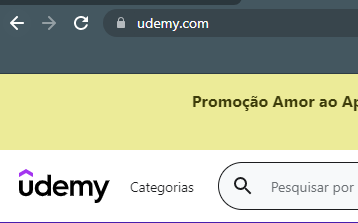 udemy.com
Promoção Amor ao Ap
udemy
Categorias
Pesquisar por